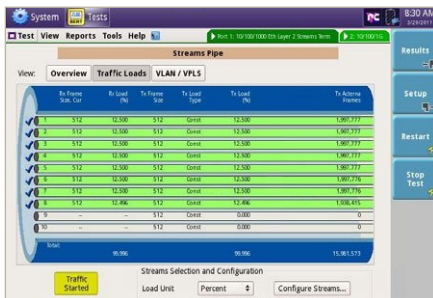 System Tests 8:30 AM
3/29/2011
Test View Reports Tools Help Port 1: 10/100/1000 Eth Layer 2 Streams Term 2: 10/100/1G
Streams Pipe
View: Overview Traffic Loads VLAN / VPLS
Rx Frame Size, Cur Rx Load (%) Tx Frame Size Tx Load Type Tx Load (%) Tx Acterna Frames
1 512 12.500 512 Const 12.500 1,997,777
2 512 12.500 512 Const 12.500 1,997,777
3 512 12.500 512 Const 12.500 1,997,777
4 512 12.500 512 Const 12.500 1,997,777
5 512 12.500 512 Const 12.500 1,997,777
6 512 12.500 512 Const 12.500 1,997,776
7 512 12.500 512 Const 12.500 1,997,776
8 512 12.496 512 Const 12.496
9 -- -- 512 Const 0.000 0
10 -- -- 512 Const 0.000 0
Total:
99.996 99.996 15,981,573
Traffic Started
Streams Selection and Configuration
Load Unit Percent Configure Streams...
Results
Setup
Restart
Stop Test